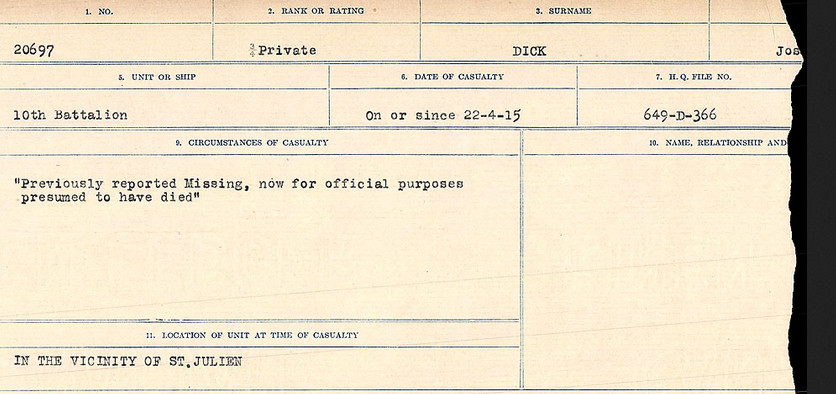 1. NO.
2. RANK OR RATING
3. SURNAME
20697
Private
DICK
Jos
5. UNIT OR SHIP
6. DATE OF CASUALTY
7. H.Q. FILE NO.
10th Battalion
On or since 22-4-15
649-D-366
9. CIRCUMSTANCES OF CASUALTY
10. NAME, RELATIONSHIP AND
"Previously reported Missing, now for official purposes
presumed to have died"
11. LOCATION OF UNIT AT TIME OF CASUALTY
IN THE VICINITY OF ST.JULIEN